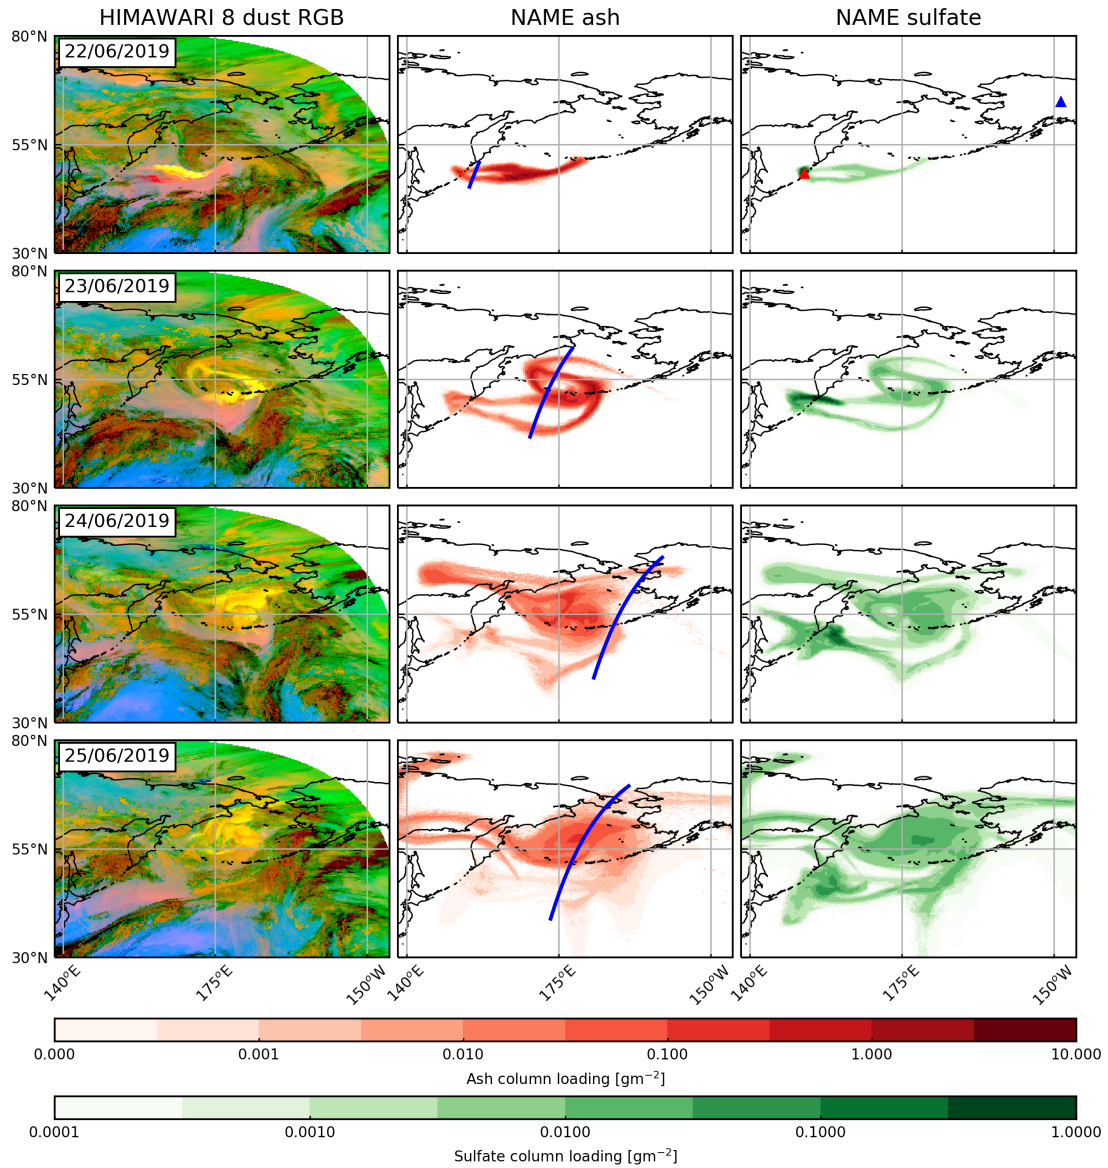 HIMAWARI 8 dust RGB NAME ash NAME sulfate
80°N 22/06/2019
55°N
30°N
80°N 23/06/2019
55°N
30°N
80°N 24/06/2019
55°N
30°N
80°N 25/06/2019
55°N
30°N
140°E 175°E 150°W 140°E 175°E 150°W 140°E 175°E 150°W
0.000 0.001 0.010 0.100 1.000 10.000
Ash column loading [gm⁻²]
0.0001 0.0010 0.0100 0.1000 1.0000
Sulfate column loading [gm⁻²]